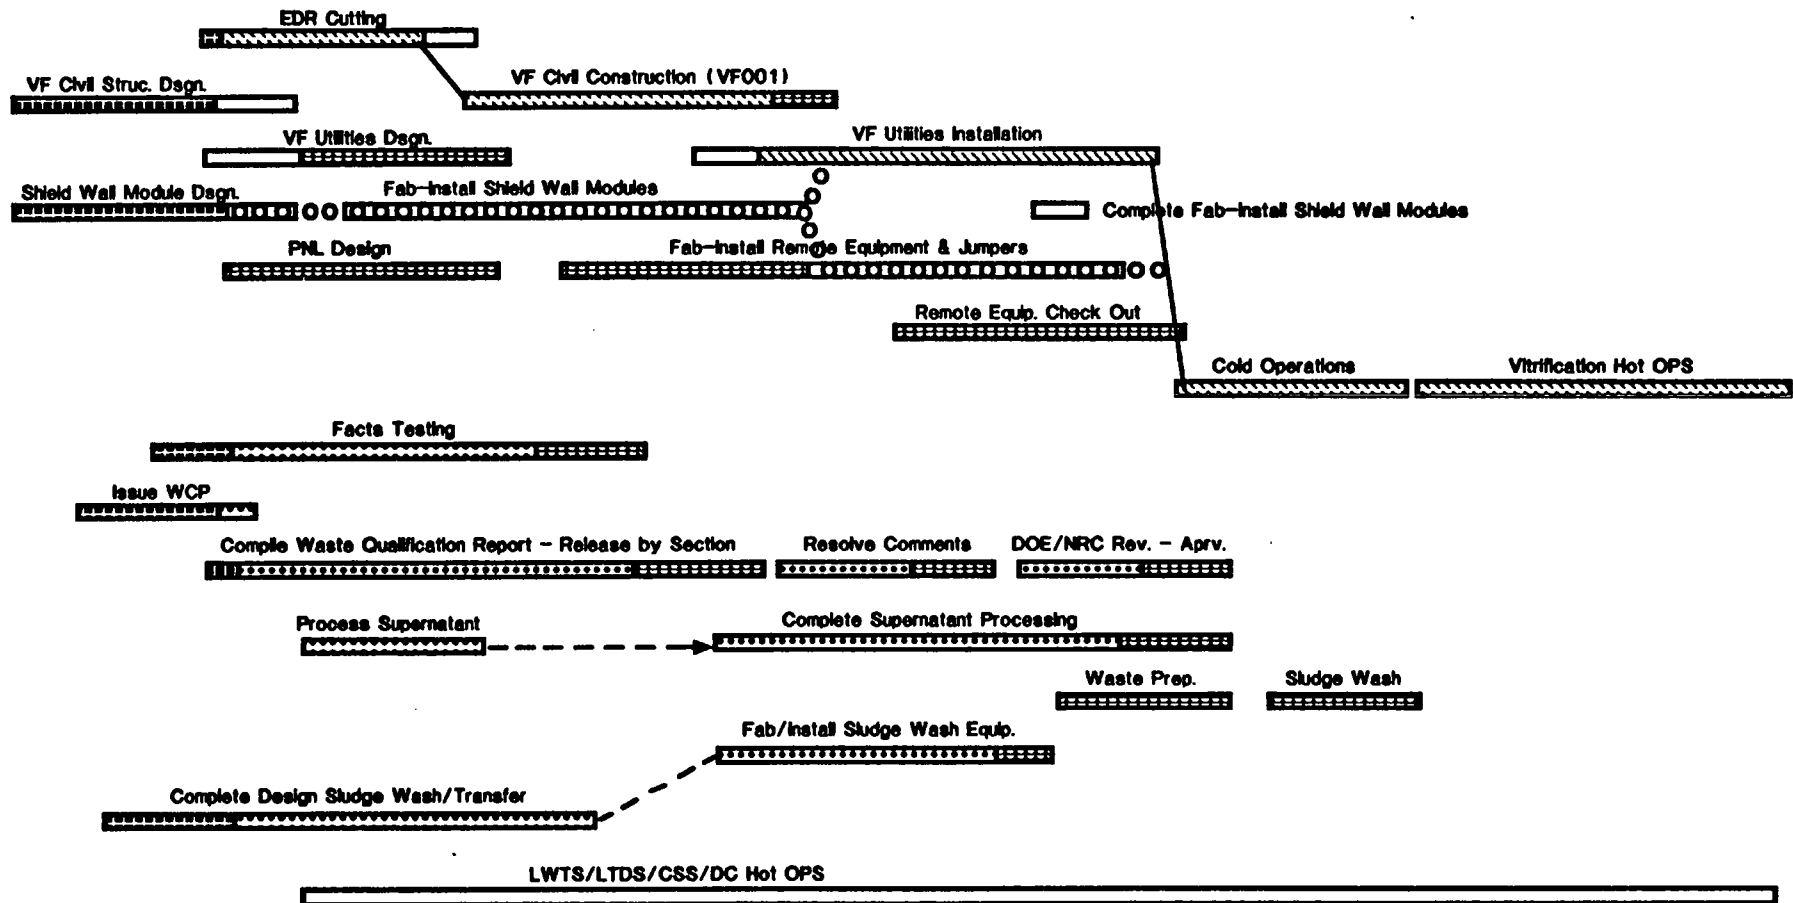 EDR Cutting
VF Civil Struc. Dsgn.
VF Civil Construction (VF001)
VF Utilities Dsgn.
VF Utilities Installation
Shield Wall Module Dsgn.
Fab-Install Shield Wall Modules
Complete Fab-Install Shield Wall Modules
PNL Design
Fab-Install Remote Equipment & Jumpers
Remote Equip. Check Out
Cold Operations
Vitrification Hot OPS
Facts Testing
Issue WCP
Compile Waste Qualification Report - Release by Section
Resolve Comments
DOE/NRC Rev. - Aprv.
Process Supernatant
Complete Supernatant Processing
Waste Prep.
Sludge Wash
Fab/Install Sludge Wash Equip.
Complete Design Sludge Wash/Transfer
LWTS/LTDS/CSS/DC Hot OPS